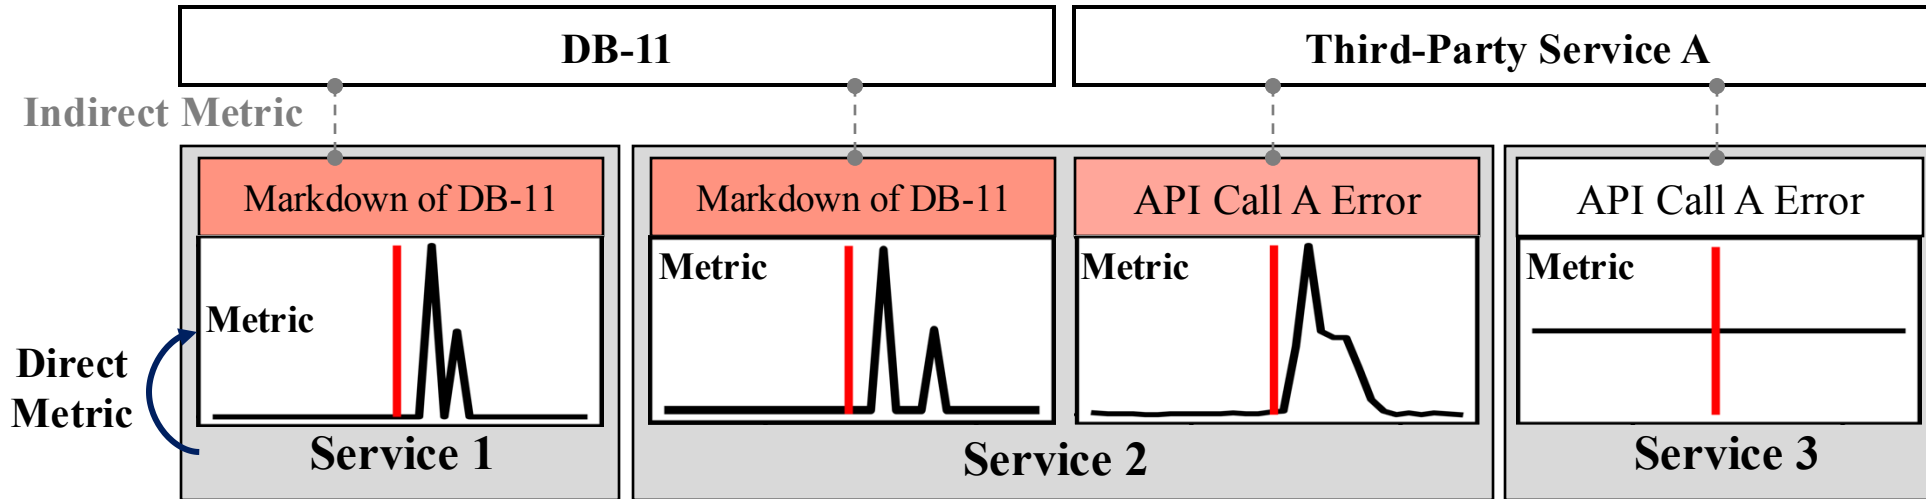 DB-11
Third-Party Service A
Indirect Metric
Markdown of DB-11
Markdown of DB-11
API Call A Error
API Call A Error
Metric
Metric
Metric
Metric
Direct
Metric
Service 1
Service 2
Service 3